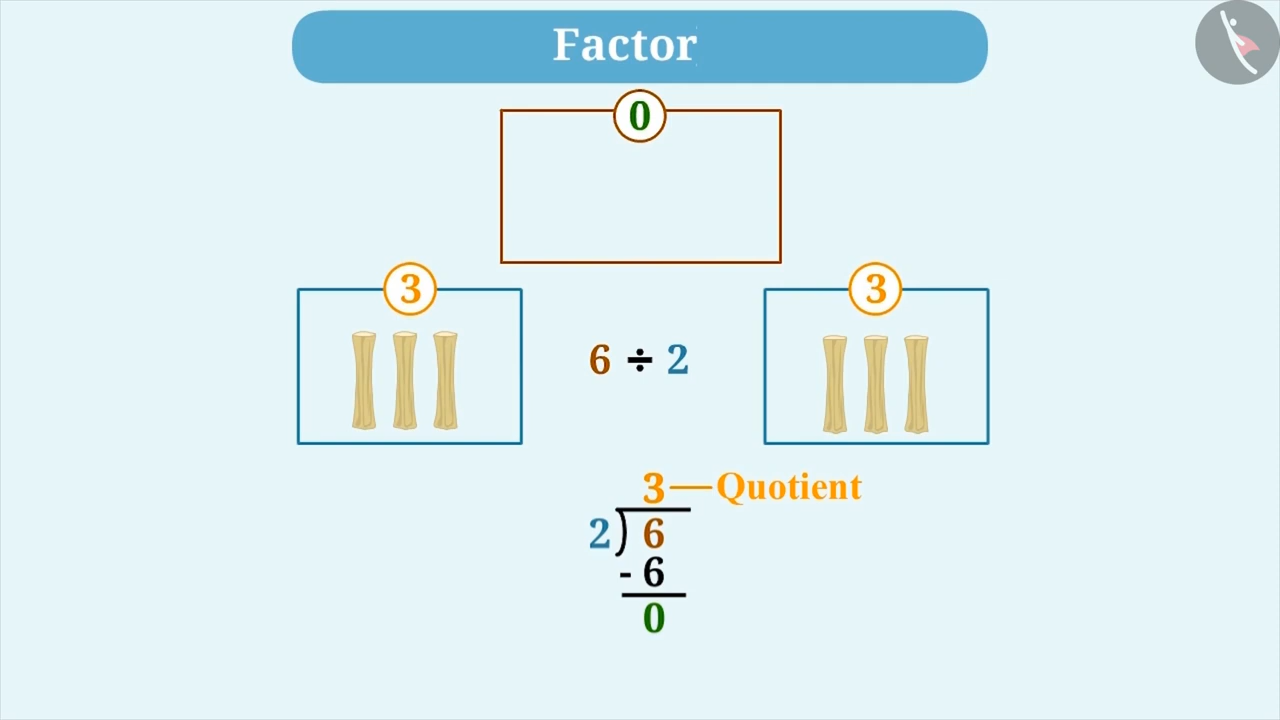 Factor
0
3
3
6 ÷ 2
3 — Quotient
2 ) 6
- 6
0